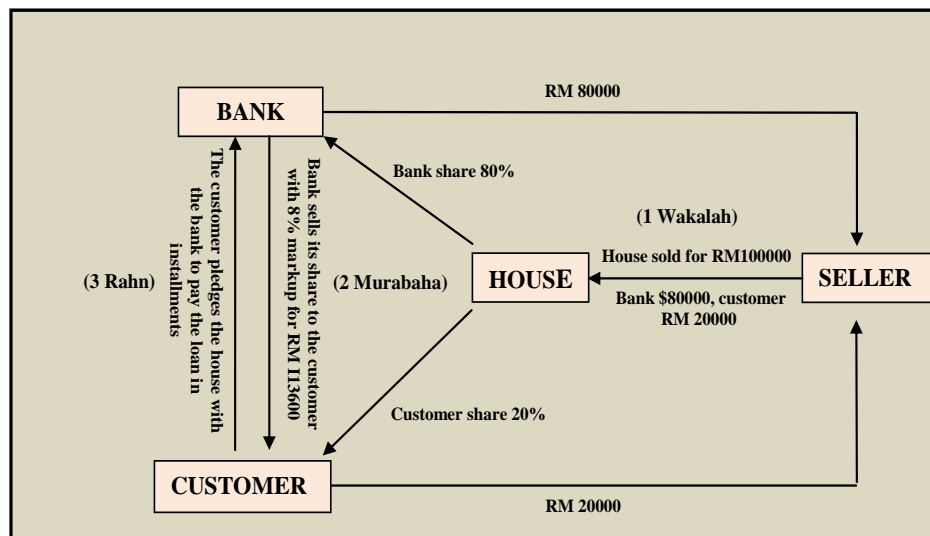 RM 80000
BANK
Bank share 80%
(1 Wakalah)
House sold for RM100000
HOUSE
SELLER
Bank $80000, customer
RM 20000
(3 Rahn)
The customer pledges the house with
the bank to pay the loan in
installments
Bank sells its share to the customer
with 8% markup for RM I13600
(2 Murabaha)
Customer share 20%
CUSTOMER
RM 20000